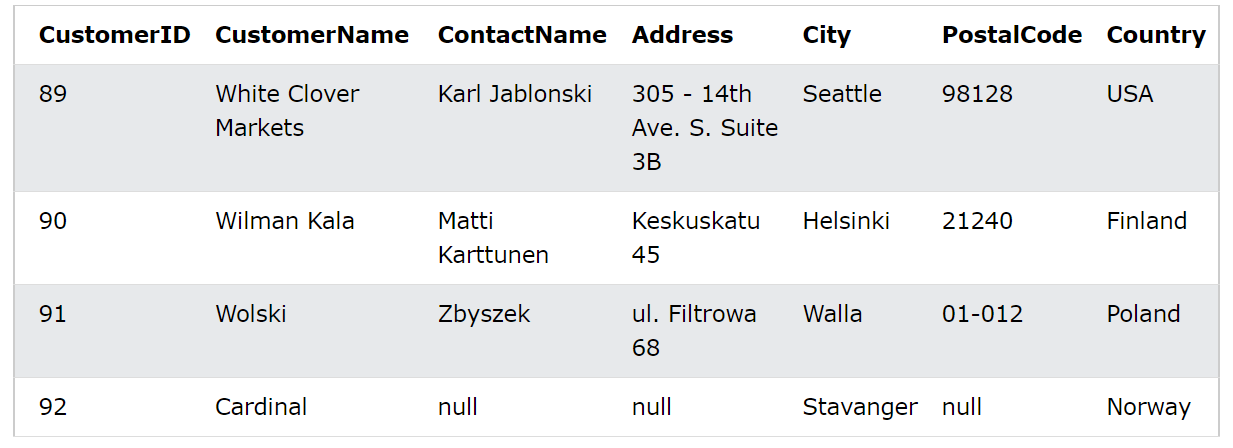 CustomerID CustomerName ContactName Address City PostalCode Country
89 White Clover Karl Jablonski 305 - 14th Seattle 98128 USA
Markets Ave. S. Suite
3B
90 Wilman Kala Matti Keskuskatu Helsinki 21240 Finland
Karttunen 45
91 Wolski Zbyszek ul. Filtrowa Walla 01-012 Poland
68
92 Cardinal null null Stavanger null Norway